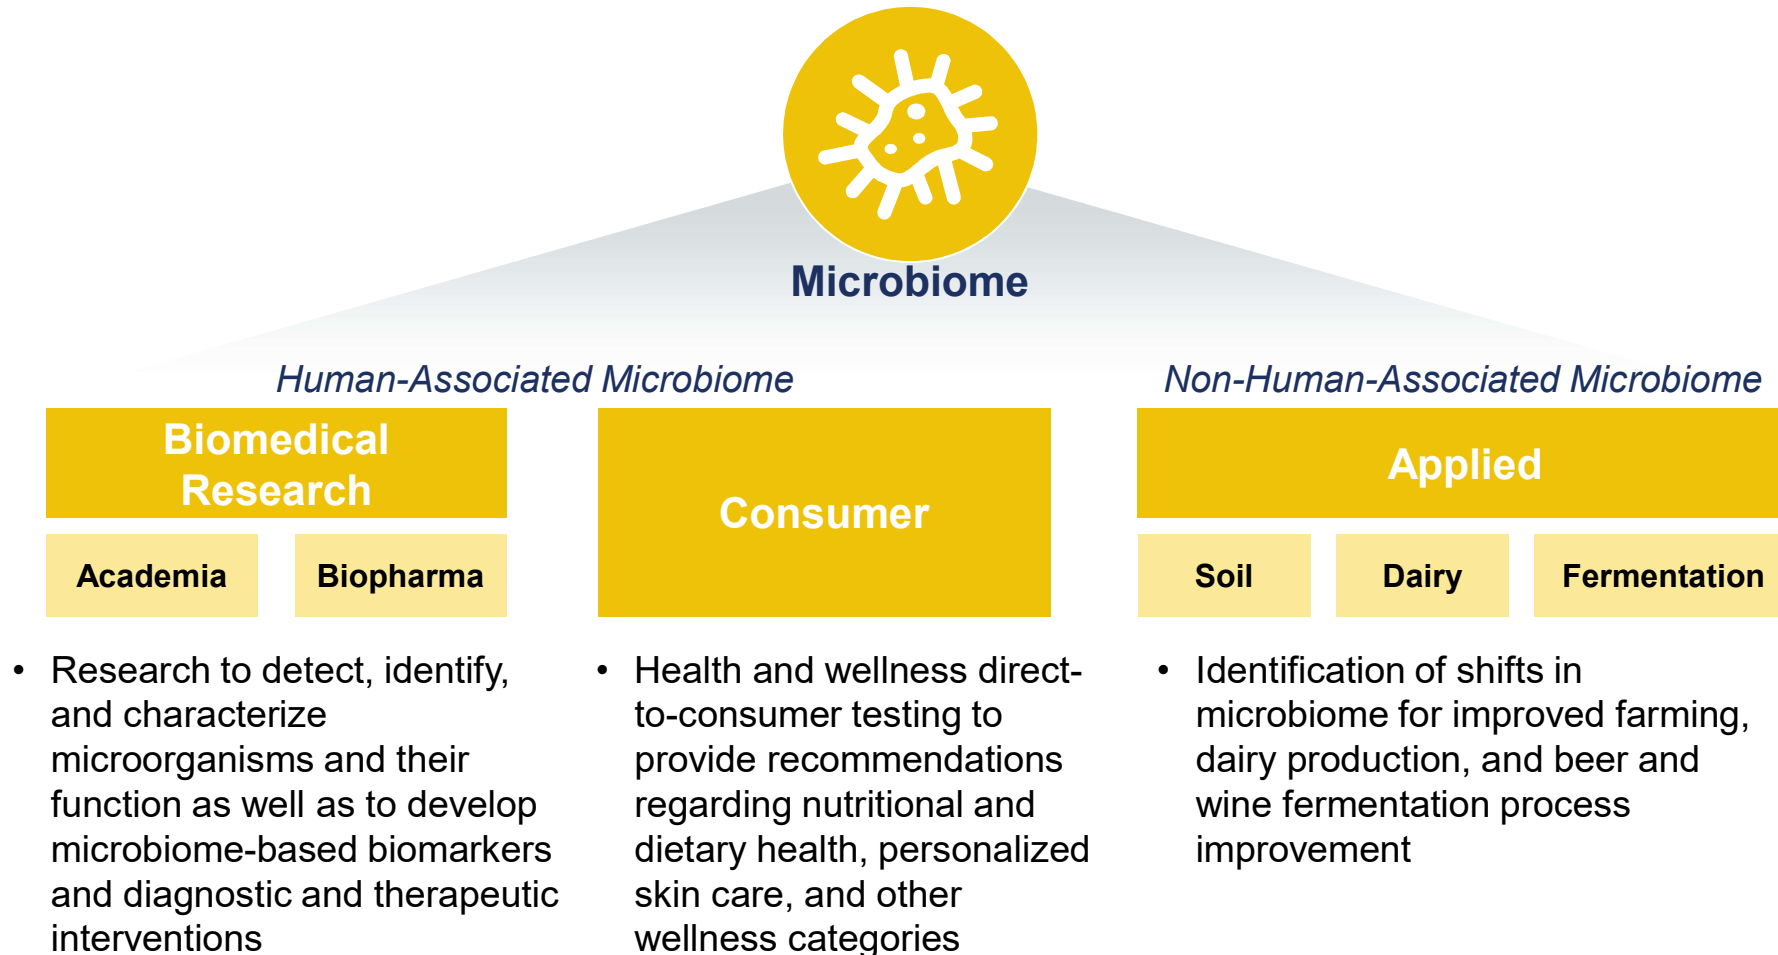 Microbiome
Human-Associated Microbiome
Non-Human-Associated Microbiome
Biomedical
Research
Academia
Biopharma
• Research to detect, identify,
and characterize
microorganisms and their
function as well as to develop
microbiome-based biomarkers
and diagnostic and therapeutic
interventions
Consumer
• Health and wellness direct-
to-consumer testing to
provide recommendations
regarding nutritional and
dietary health, personalized
skin care, and other
wellness categories
Applied
Soil
Dairy
Fermentation
• Identification of shifts in
microbiome for improved farming,
dairy production, and beer and
wine fermentation process
improvement